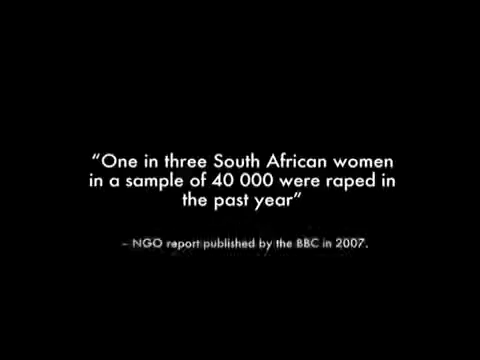 “One in three South African women
in a sample of 40 000 were raped in
the past year”
– NGO report published by the BBC in 2007.